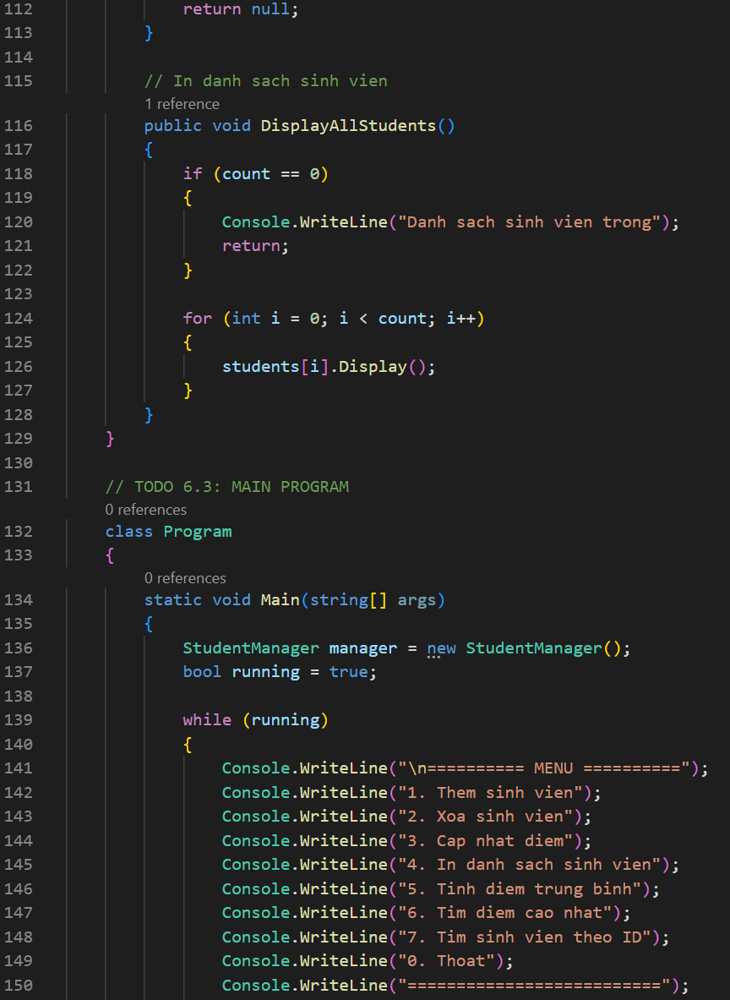 112 return null;
113 }
114
115 // In danh sach sinh vien
1 reference
116 public void DisplayAllStudents()
117 {
118 if (count == 0)
119 {
120 Console.WriteLine("Danh sach sinh vien trong");
121 return;
122 }
123
124 for (int i = 0; i < count; i++)
125 {
126 students[i].Display();
127 }
128 }
129 }
130
131 // TODO 6.3: MAIN PROGRAM
0 references
132 class Program
133 {
0 references
134 static void Main(string[] args)
135 {
136 StudentManager manager = new StudentManager();
137 bool running = true;
138
139 while (running)
140 {
141 Console.WriteLine("\n========== MENU ==========");
142 Console.WriteLine("1. Them sinh vien");
143 Console.WriteLine("2. Xoa sinh vien");
144 Console.WriteLine("3. Cap nhat diem");
145 Console.WriteLine("4. In danh sach sinh vien");
146 Console.WriteLine("5. Tinh diem trung binh");
147 Console.WriteLine("6. Tim diem cao nhat");
148 Console.WriteLine("7. Tim sinh vien theo ID");
149 Console.WriteLine("0. Thoat");
150 Console.WriteLine("==========================");